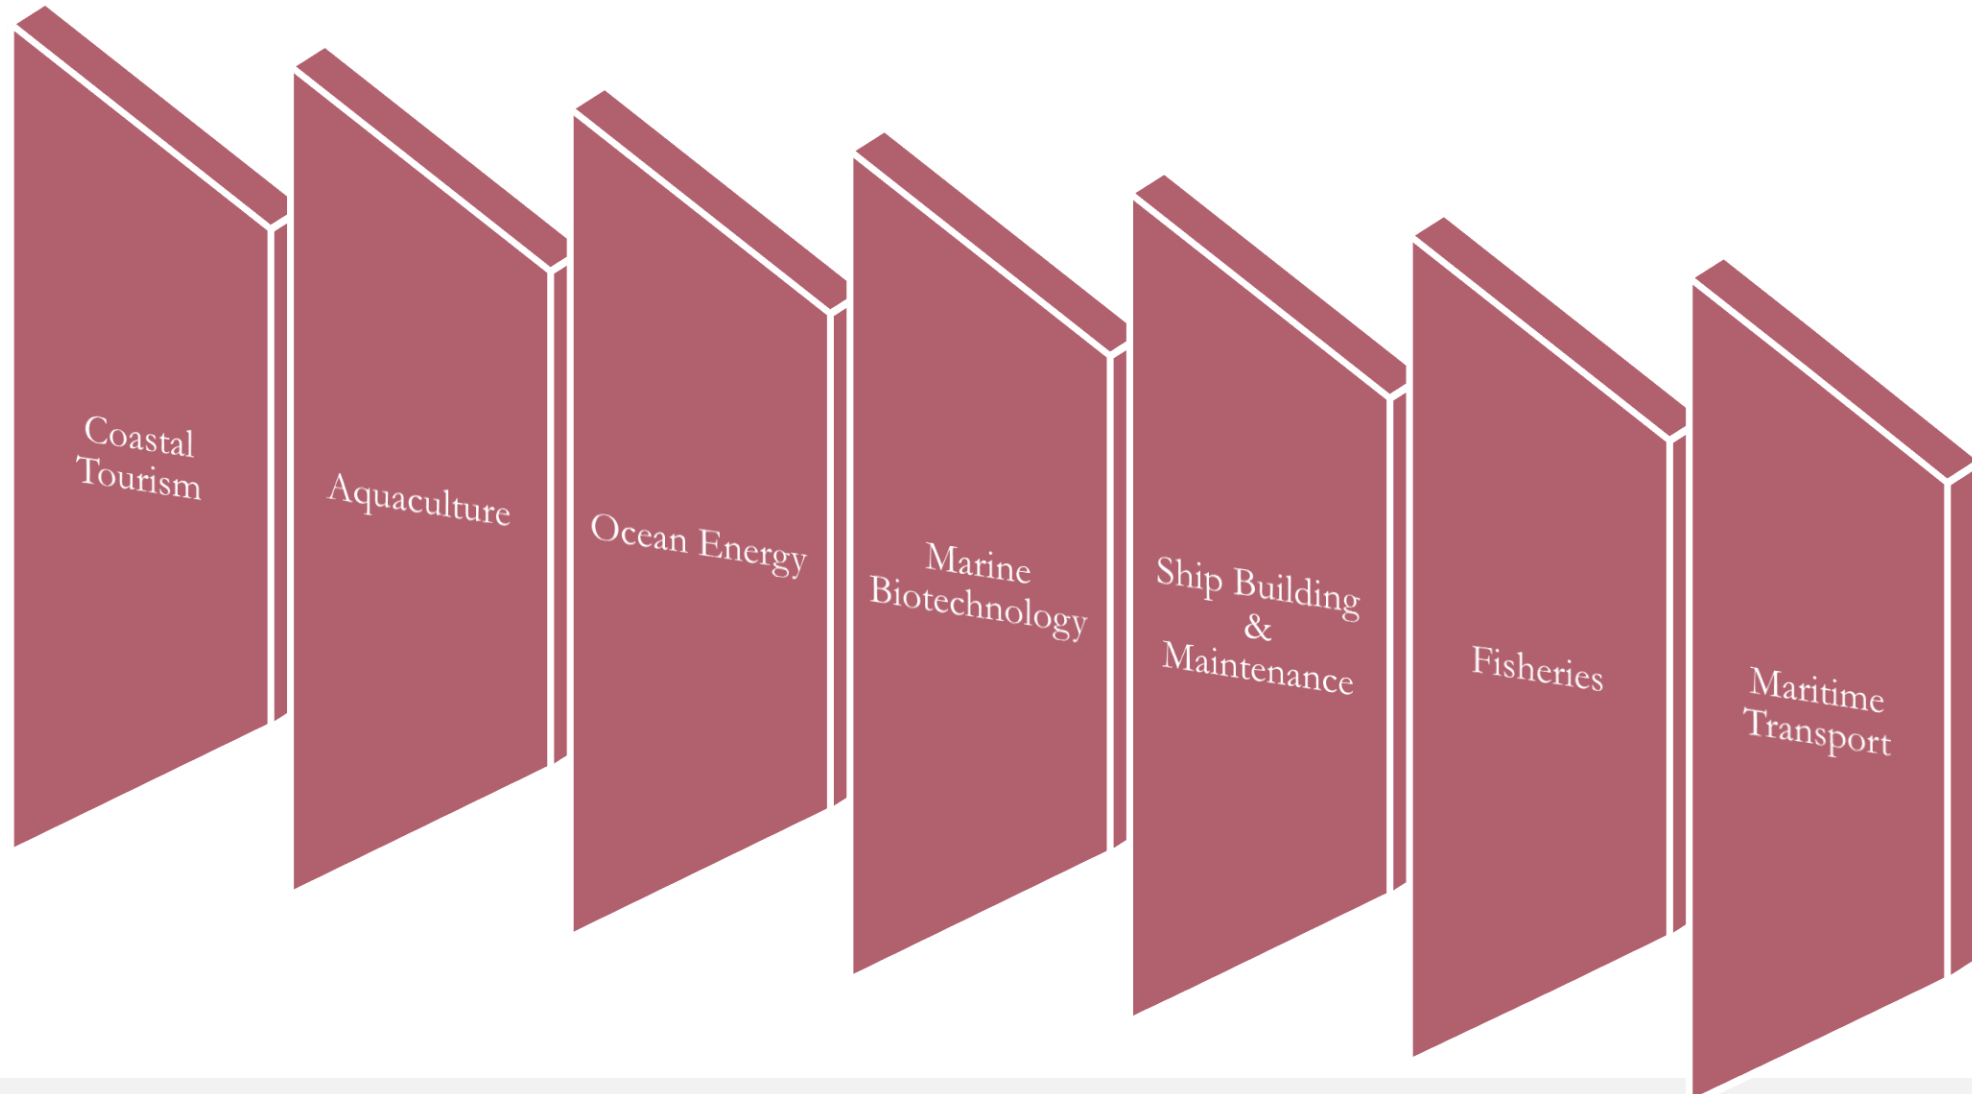 Coastal
Tourism
Aquaculture
Ocean Energy
Marine
Biotechnology
Ship Building
&
Maintenance
Fisheries
Maritime
Transport